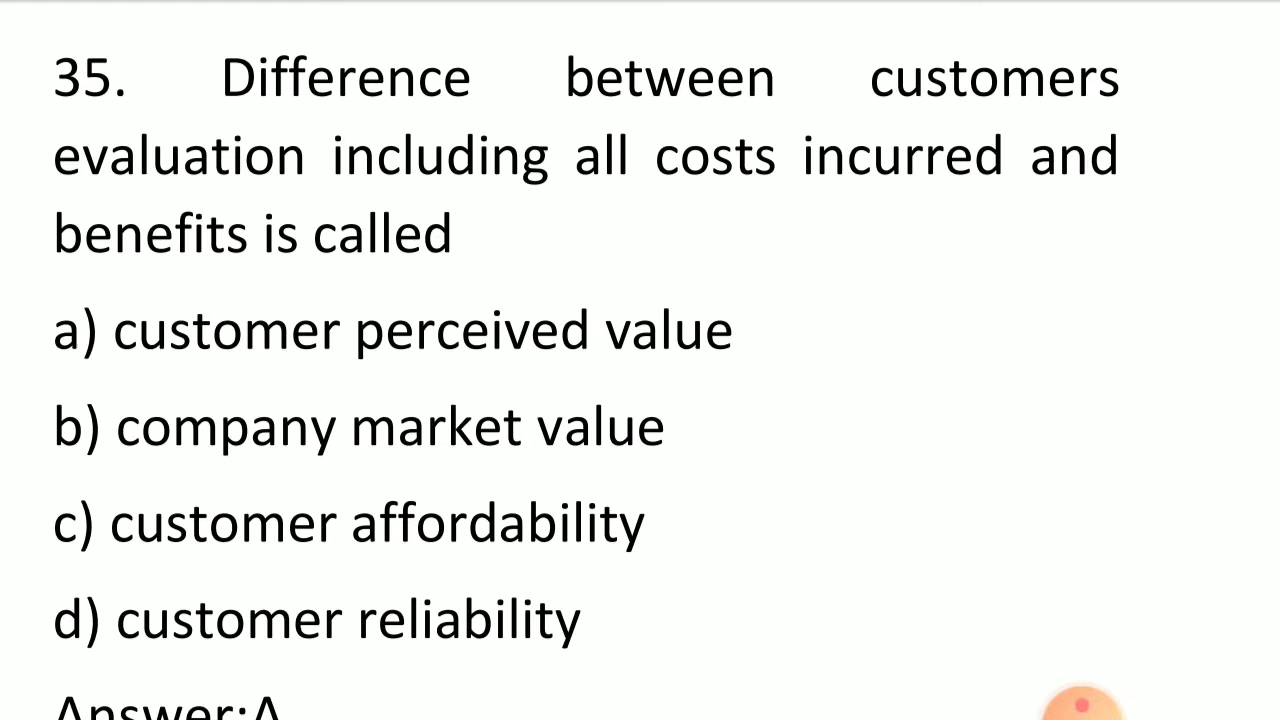 35. Difference between customers
evaluation including all costs incurred and
benefits is called
a) customer perceived value
b) company market value
c) customer affordability
d) customer reliability
Answer:A